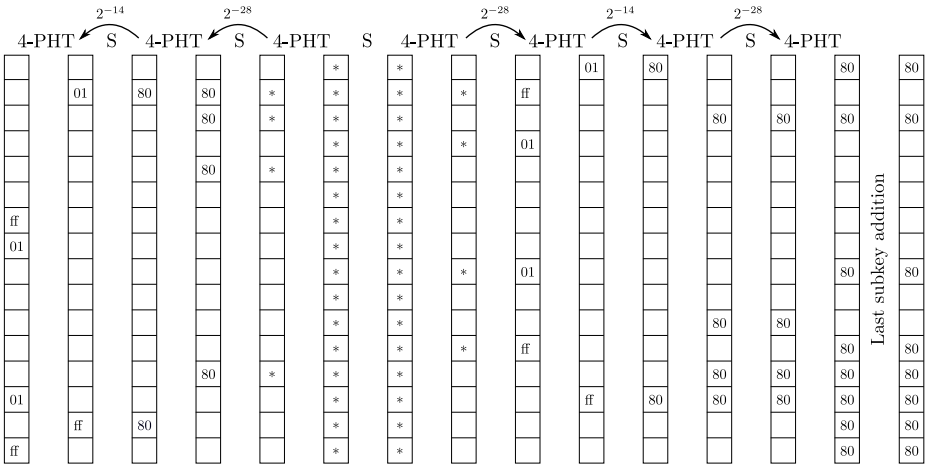 2^−14 2^−28 2^−28 2^−14 2^−28
4-PHT S 4-PHT S 4-PHT S 4-PHT S 4-PHT S 4-PHT S 4-PHT
* * 01 80 80 80
01 80 80 * * * * ff
80 * * * 80 80 80 80
* * * 01
80 * * *
* *
ff * *
01 * *
* * * 01 80 80
* *
* * 80 80
* * * ff 80 80
80 * * * 80 80 80 80
01 * * ff 80 80 80 80 80
ff 80 * * 80 80
ff * * 80 80
Last subkey addition